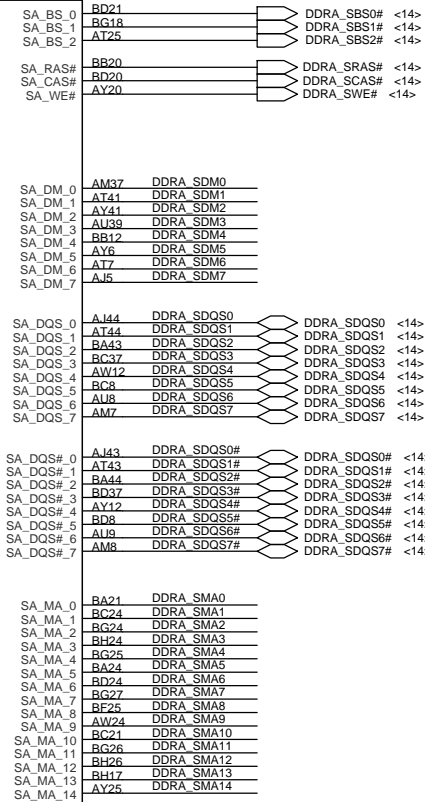 SA_BS_0 BD21 DDRA_SBS0# <14>
SA_BS_1 BG18 DDRA_SBS1# <14>
SA_BS_2 AT25 DDRA_SBS2# <14>
SA_RAS# BB20 DDRA_SRAS# <14>
SA_CAS# BD20 DDRA_SCAS# <14>
SA_WE# AY20 DDRA_SWE# <14>
SA_DM_0 AM37 DDRA_SDM0
SA_DM_1 AT41 DDRA_SDM1
SA_DM_2 AY41 DDRA_SDM2
SA_DM_3 AU39 DDRA_SDM3
SA_DM_4 BB12 DDRA_SDM4
SA_DM_5 AY6 DDRA_SDM5
SA_DM_6 AT7 DDRA_SDM6
SA_DM_7 AJ5 DDRA_SDM7
SA_DQS_0 AJ44 DDRA_SDQS0 DDRA_SDQS0 <14>
SA_DQS_1 AT44 DDRA_SDQS1 DDRA_SDQS1 <14>
SA_DQS_2 BA43 DDRA_SDQS2 DDRA_SDQS2 <14>
SA_DQS_3 BC37 DDRA_SDQS3 DDRA_SDQS3 <14>
SA_DQS_4 AW12 DDRA_SDQS4 DDRA_SDQS4 <14>
SA_DQS_5 BC8 DDRA_SDQS5 DDRA_SDQS5 <14>
SA_DQS_6 AU8 DDRA_SDQS6 DDRA_SDQS6 <14>
SA_DQS_7 AM7 DDRA_SDQS7 DDRA_SDQS7 <14>
SA_DQS#_0 AJ43 DDRA_SDQS0# DDRA_SDQS0# <14
SA_DQS#_1 AT43 DDRA_SDQS1# DDRA_SDQS1# <14
SA_DQS#_2 BA44 DDRA_SDQS2# DDRA_SDQS2# <14
SA_DQS#_3 BD37 DDRA_SDQS3# DDRA_SDQS3# <14
SA_DQS#_4 AY12 DDRA_SDQS4# DDRA_SDQS4# <14
SA_DQS#_5 BD8 DDRA_SDQS5# DDRA_SDQS5# <14
SA_DQS#_6 AU9 DDRA_SDQS6# DDRA_SDQS6# <14
SA_DQS#_7 AM8 DDRA_SDQS7# DDRA_SDQS7# <14
SA_MA_0 BA21 DDRA_SMA0
SA_MA_1 BC24 DDRA_SMA1
SA_MA_2 BG24 DDRA_SMA2
SA_MA_3 BH24 DDRA_SMA3
SA_MA_4 BG25 DDRA_SMA4
SA_MA_5 BA24 DDRA_SMA5
SA_MA_6 BD24 DDRA_SMA6
SA_MA_7 BG27 DDRA_SMA7
SA_MA_8 BF25 DDRA_SMA8
SA_MA_9 AW24 DDRA_SMA9
SA_MA_10 BC21 DDRA_SMA10
SA_MA_11 BG26 DDRA_SMA11
SA_MA_12 BH26 DDRA_SMA12
SA_MA_13 BH17 DDRA_SMA13
SA_MA_14 AY25 DDRA_SMA14